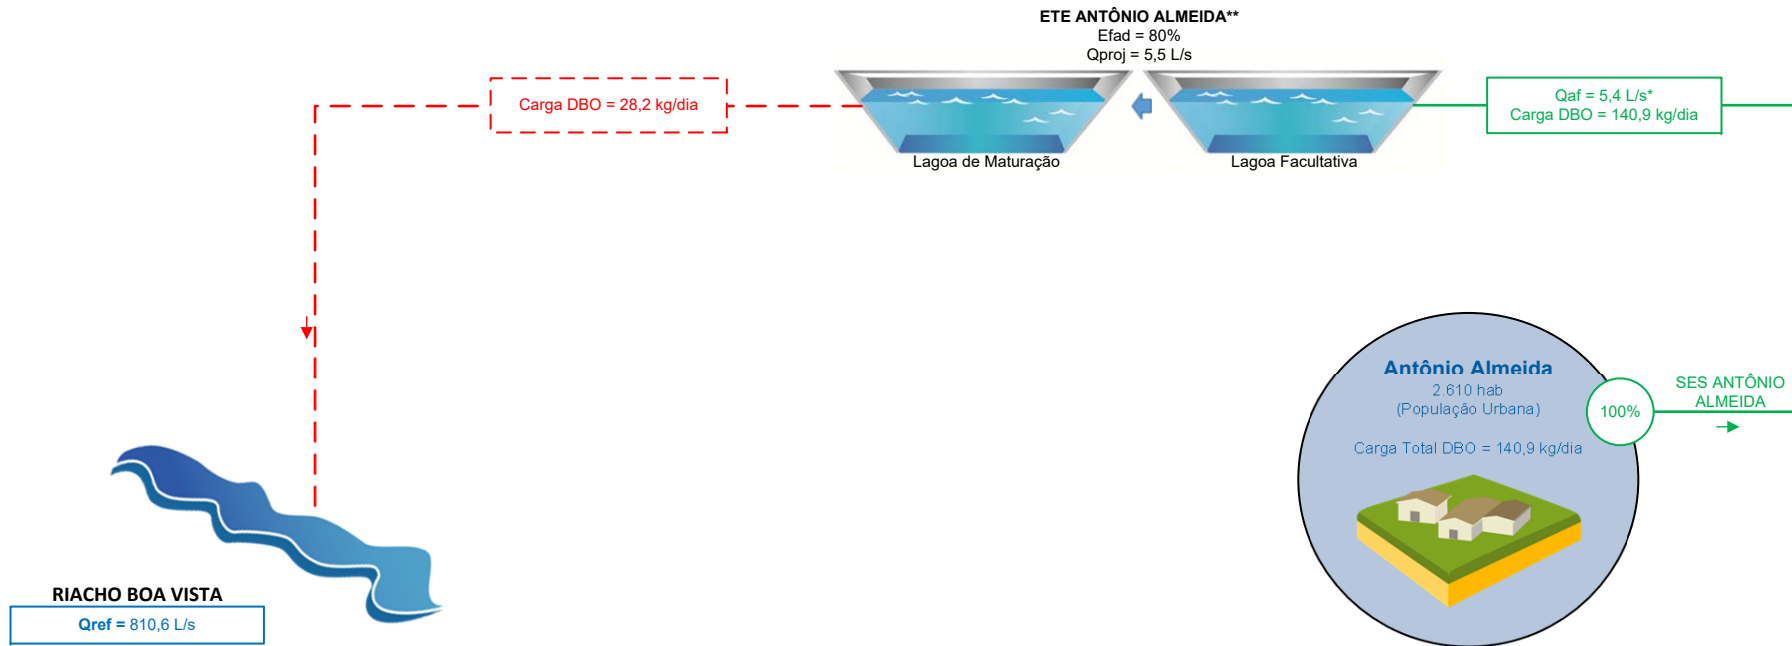 ETE ANTÔNIO ALMEIDA**
Efad = 80%
Qproj = 5,5 L/s
Carga DBO = 28,2 kg/dia
Qaf = 5,4 L/s*
Carga DBO = 140,9 kg/dia
Lagoa de Maturação
Lagoa Facultativa
Antônio Almeida
2.610 hab
(População Urbana)
Carga Total DBO = 140,9 kg/dia
100%
SES ANTÔNIO
ALMEIDA
RIACHO BOA VISTA
Qref = 810,6 L/s